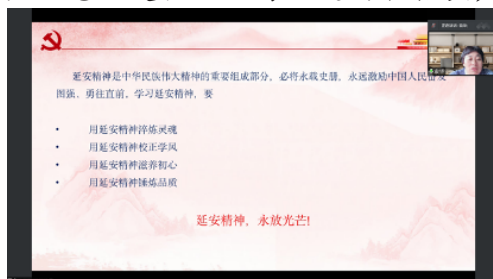 延安精神是中华民族伟大精神的重要组成部分，必将永载史册，永远激励中国人民奋发
图强、勇往直前，学习延安精神，要
• 用延安精神淬炼灵魂
• 用延安精神校正学风
• 用延安精神滋养初心
• 用延安精神锤炼品质
延安精神，永放光芒!